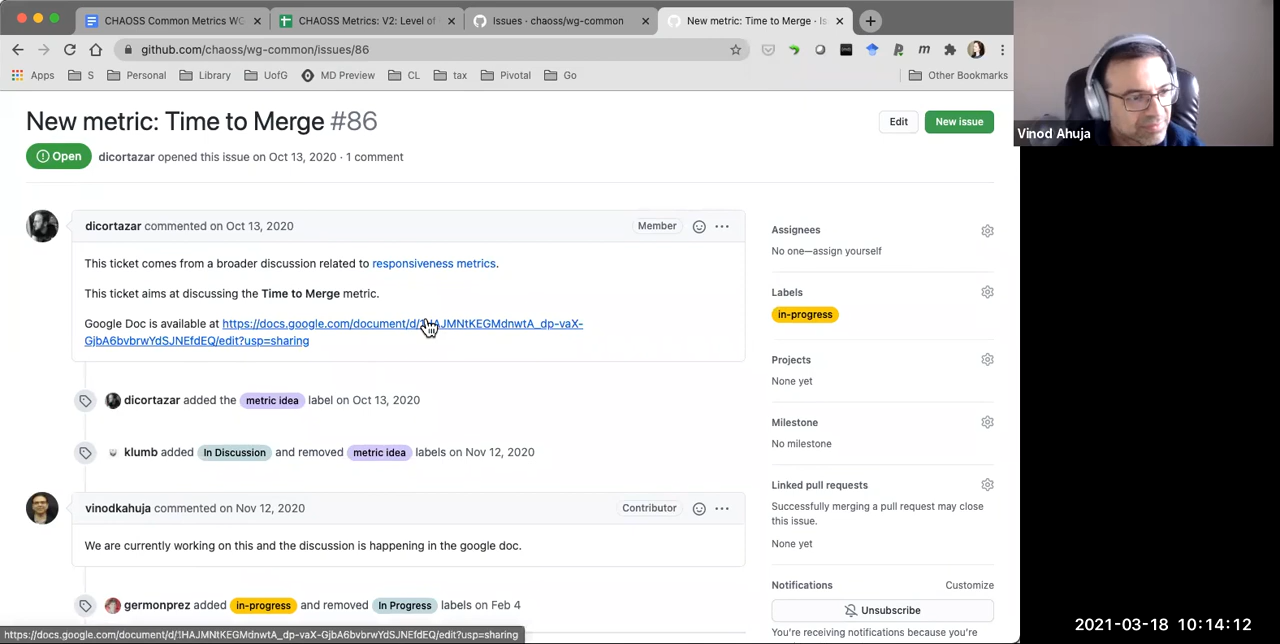 CHAOSS Common Metrics WG
CHAOSS Metrics: V2: Level of
Issues · chaoss/wg-common
New metric: Time to Merge · Is
github.com/chaoss/wg-common/issues/86
Apps
S
Personal
Library
UofG
MD Preview
CL
tax
Pivotal
Go
Other Bookmarks
New metric: Time to Merge #86
Edit
New issue
Open
dicortazar opened this issue on Oct 13, 2020 · 1 comment
dicortazar commented on Oct 13, 2020
Member
This ticket comes from a broader discussion related to responsiveness metrics.
This ticket aims at discussing the Time to Merge metric.
Google Doc is available at https://docs.google.com/document/d/1HAJMNtKEGMdnwtA_dp-vaX-
GjbA6bvbrwYdSJNEfdEQ/edit?usp=sharing
dicortazar added the metric idea label on Oct 13, 2020
klumb added In Discussion and removed metric idea labels on Nov 12, 2020
vinodkahuja commented on Nov 12, 2020
Contributor
We are currently working on this and the discussion is happening in the google doc.
germonprez added in-progress and removed In Progress labels on Feb 4
https://docs.google.com/document/d/1HAJMNtKEGMdnwtA_dp-vaX-GjbA6bvbrwYdSJNEfdEQ/edit?usp=sharing
Assignees
No one—assign yourself
Labels
in-progress
Projects
None yet
Milestone
No milestone
Linked pull requests
Successfully merging a pull request may close
this issue.
None yet
Notifications
Customize
Unsubscribe
You're receiving notifications because you're
Vinod Ahuja
2021-03-18 10:14:12